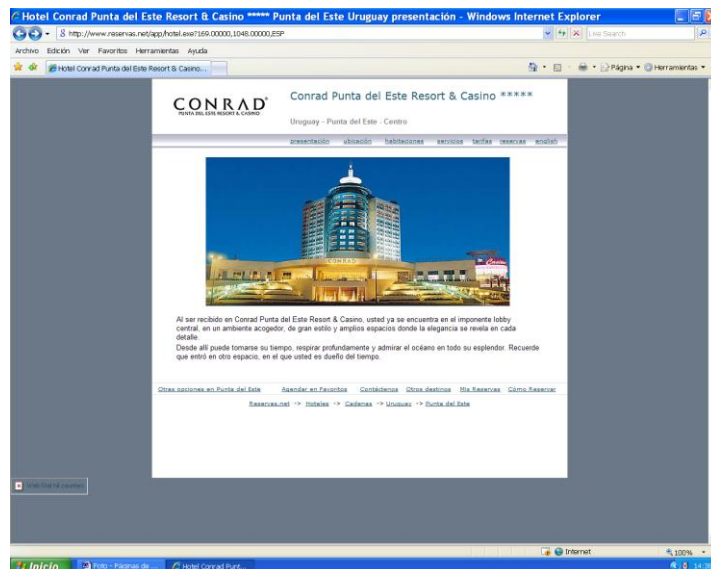 Hotel Conrad Punta del Este Resort & Casino ***** Punta del Este Uruguay presentación - Windows Internet Explorer
http://www.reservas.net/app/hotel.exe?169.00000,1048.00000,ESP
Live Search
Archivo Edición Ver Favoritos Herramientas Ayuda
Hotel Conrad Punta del Este Resort & Casino...
Página Herramientas
CONRAD
PUNTA DEL ESTE RESORT & CASINO
Conrad Punta del Este Resort & Casino *****
Uruguay - Punta del Este - Centro
presentación ubicación habitaciones servicios tarifas reservas english
CONRAD
Casino
Al ser recibido en Conrad Punta del Este Resort & Casino, usted ya se encuentra en el imponente lobby
central, en un ambiente acogedor, de gran estilo y amplios espacios donde la elegancia se revela en cada
detalle.
Desde allí puede tomarse su tiempo, respirar profundamente y admirar el océano en todo su esplendor. Recuerde
que entró en otro espacio, en el que usted es dueño del tiempo.
Otras opciones en Punta del Este Agendar en Favoritos Contáctenos Otros destinos Mis Reservas Cómo Reservar
Reservas.net -> Hoteles -> Cadenas -> Uruguay -> Punta del Este
Internet
100%
Inicio
Foto - Páginas de ...
Hotel Conrad Punt...